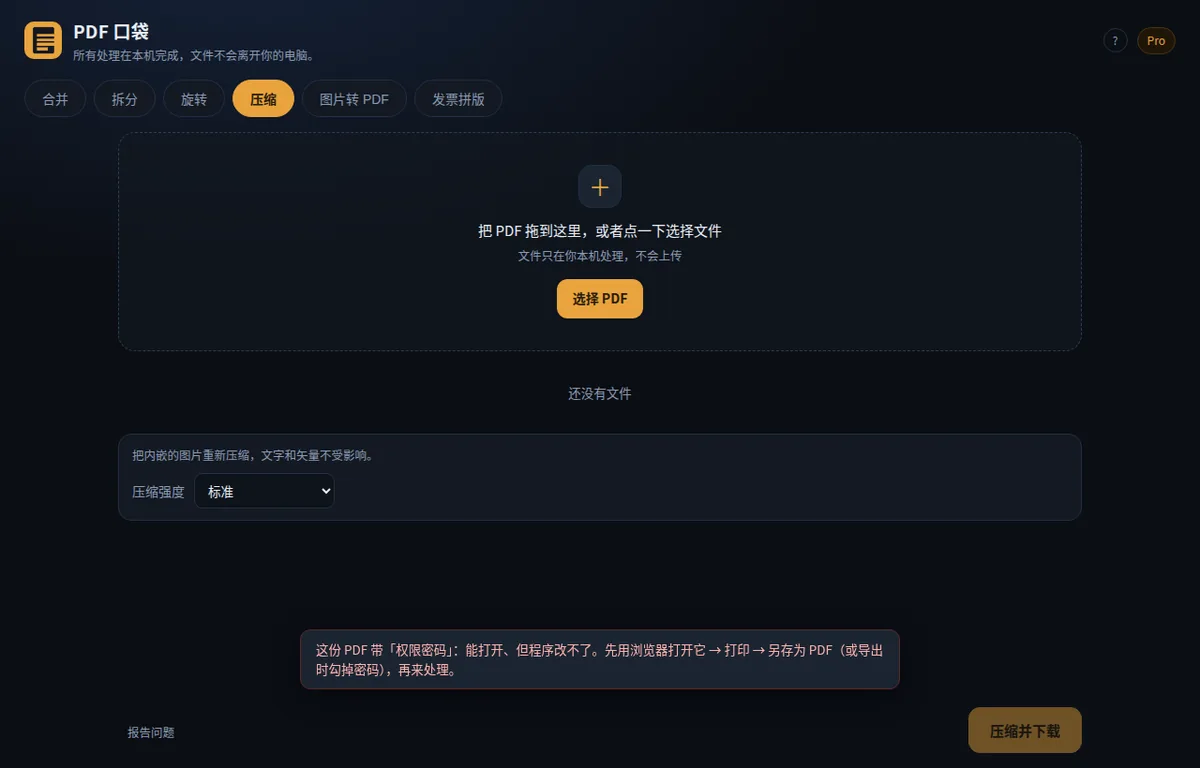 PDF 口袋
所有处理在本机完成，文件不会离开你的电脑。
?
Pro
合并
拆分
旋转
压缩
图片转 PDF
发票拼版
把 PDF 拖到这里，或者点一下选择文件
文件只在你本机处理，不会上传
选择 PDF
还没有文件
把内嵌的图片重新压缩，文字和矢量不受影响。
压缩强度
标准
这份 PDF 带「权限密码」：能打开、但程序改不了。先用浏览器打开它 → 打印 → 另存为 PDF（或导出
时勾掉密码），再来处理。
报告问题
压缩并下载